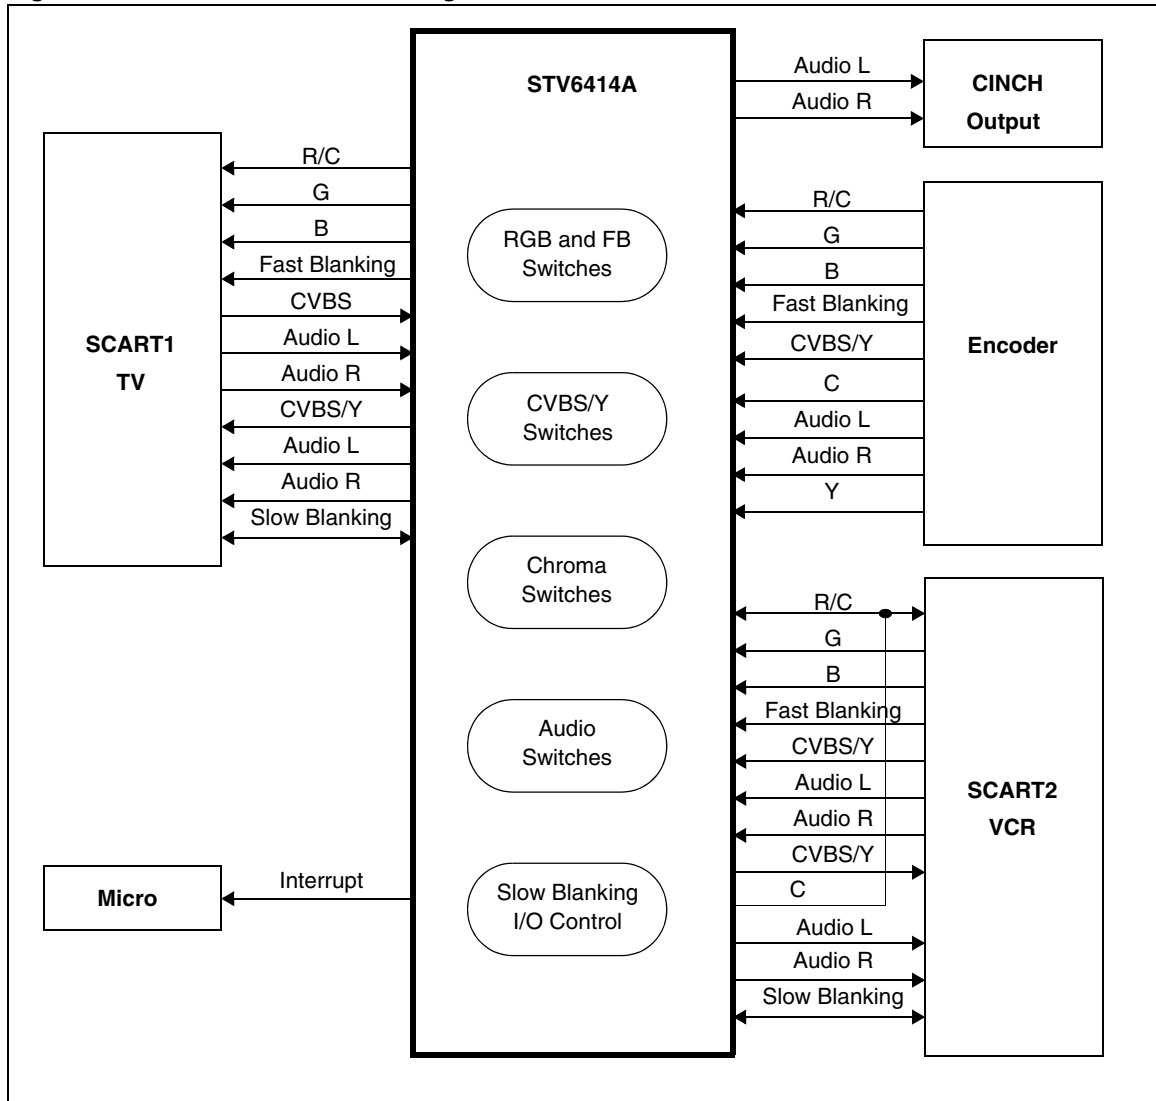 STV6414A
Audio L
Audio R
CINCH
Output
SCART1
TV
R/C
G
B
Fast Blanking
CVBS
Audio L
Audio R
CVBS/Y
Audio L
Audio R
Slow Blanking
RGB and FB
Switches
CVBS/Y
Switches
Chroma
Switches
Audio
Switches
Slow Blanking
I/O Control
R/C
G
B
Fast Blanking
CVBS/Y
C
Audio L
Audio R
Y
Encoder
R/C
G
B
Fast Blanking
CVBS/Y
Audio L
Audio R
CVBS/Y
C
Audio L
Audio R
Slow Blanking
SCART2
VCR
Micro
Interrupt